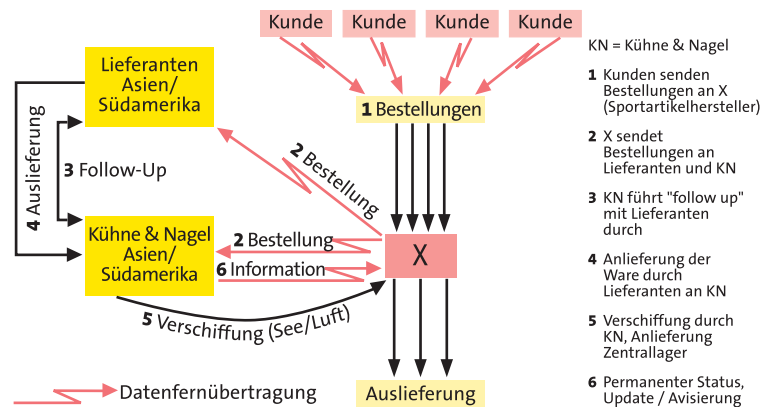 Kunde Kunde Kunde Kunde
Lieferanten
Asien/
Südamerika
1 Bestellungen
4 Auslieferung
3 Follow-Up
2 Bestellung
Kühne & Nagel
Asien/
Südamerika
2 Bestellung
6 Information
X
5 Verschiffung (See/Luft)
Datenfernübertragung
Auslieferung
KN = Kühne & Nagel
1 Kunden senden
Bestellungen an X
(Sportartikelhersteller)
2 X sendet
Bestellungen an
Lieferanten und KN
3 KN führt "follow up"
mit Lieferanten
durch
4 Anlieferung der
Ware durch
Lieferanten an KN
5 Verschiffung durch
KN, Anlieferung
Zentrallager
6 Permanenter Status,
Update / Avisierung